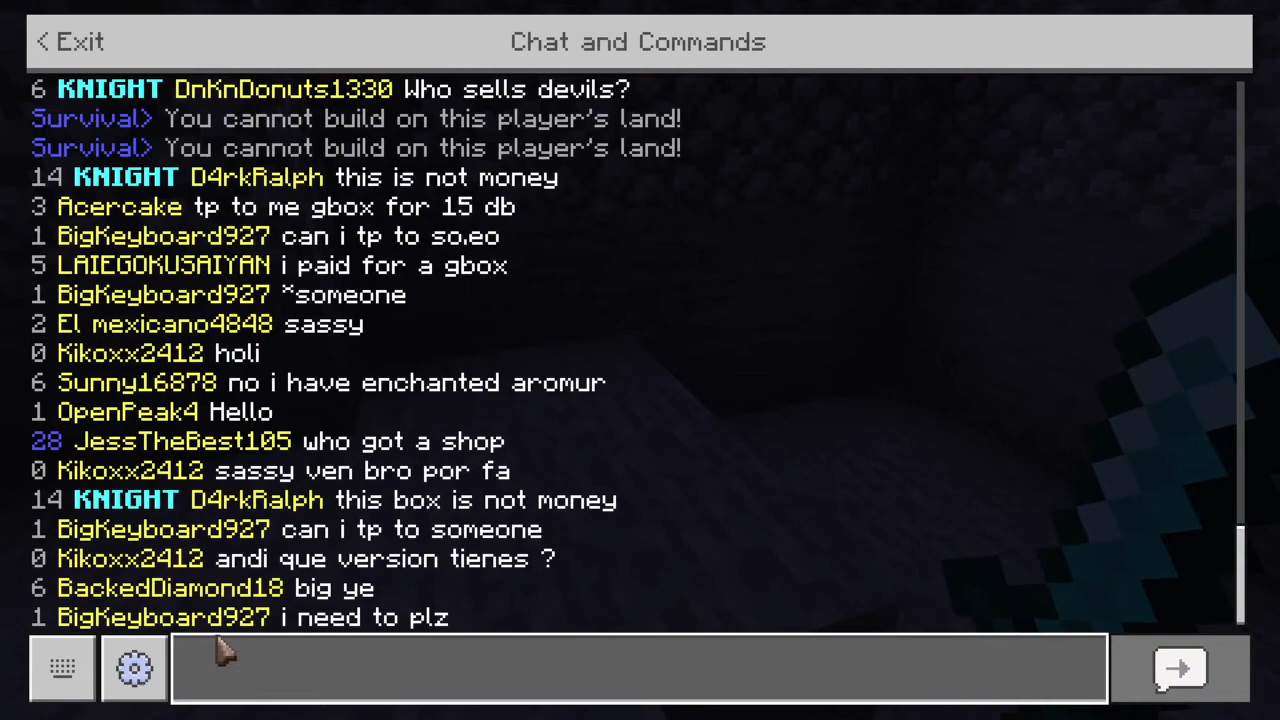 < Exit
Chat and Commands
6 KNIGHT DnKnDonuts1330 Who sells devils?
Survival> You cannot build on this player's land!
Survival> You cannot build on this player's land!
14 KNIGHT D4rkRalph this is not money
3 Acercake tp to me gbox for 15 db
1 BigKeyboard927 can i tp to so.eo
5 LAIEGOKUSAIYAN i paid for a gbox
1 BigKeyboard927 *someone
2 El mexicano4848 sassy
0 Kikoxx2412 holi
6 Sunny16878 no i have enchanted aromur
1 OpenPeak4 Hello
28 JessTheBest105 who got a shop
0 Kikoxx2412 sassy ven bro por fa
14 KNIGHT D4rkRalph this box is not money
1 BigKeyboard927 can i tp to someone
0 Kikoxx2412 andi que version tienes ?
6 BackedDiamond18 big ye
1 BigKeyboard927 i need to plz